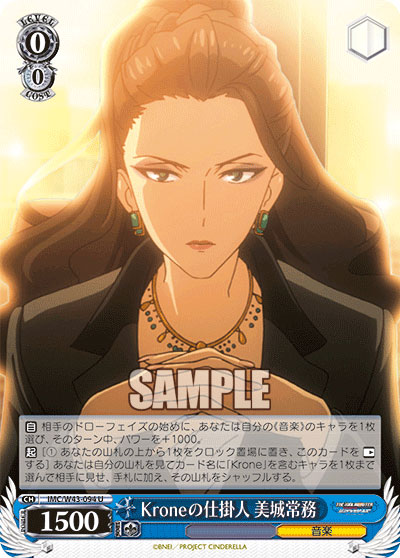 LEVEL
0
0
COST
SAMPLE
自 相手のドローフェイズの始めに、あなたは自分の《音楽》のキャラを1枚
選び、そのターン中、パワーを+1000。
起 [① あなたの山札の上から1枚をクロック置場に置き、このカードを
する] あなたは自分の山札を見てカード名に「Krone」を含むキャラを1枚まで
選んで相手に見せ、手札に加え、その山札をシャッフルする。
CH IMC/W43-094 U
1500
Kroneの仕掛人 美城常務
音楽
©BNEI／PROJECT CINDERELLA